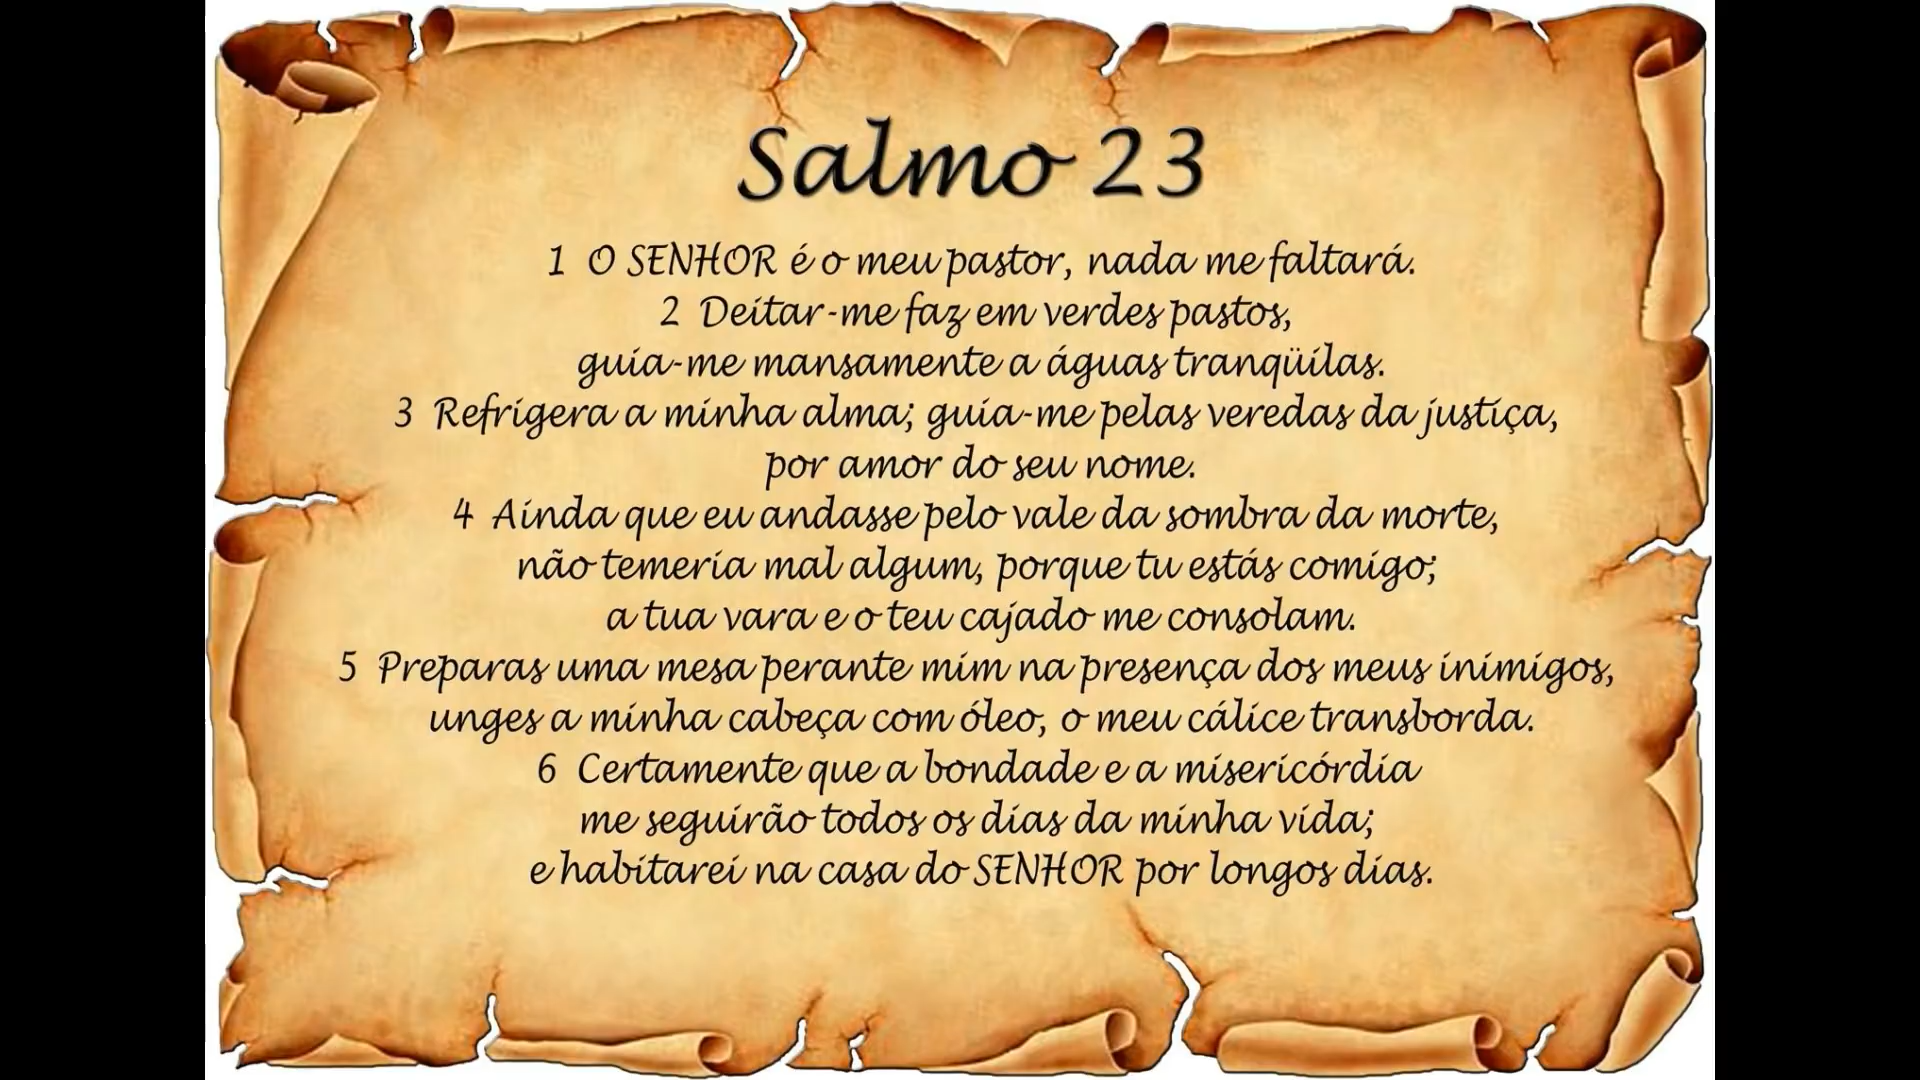 Salmo 23
1 O SENHOR é o meu pastor, nada me faltará.
2 Deitar-me faz em verdes pastos,
guia-me mansamente a águas tranqüilas.
3 Refrigera a minha alma; guia-me pelas veredas da justiça,
por amor do seu nome.
4 Ainda que eu andasse pelo vale da sombra da morte,
não temeria mal algum, porque tu estás comigo;
a tua vara e o teu cajado me consolam.
5 Preparas uma mesa perante mim na presença dos meus inimigos,
unges a minha cabeça com óleo, o meu cálice transborda.
6 Certamente que a bondade e a misericórdia
me seguirão todos os dias da minha vida;
e habitarei na casa do SENHOR por longos dias.